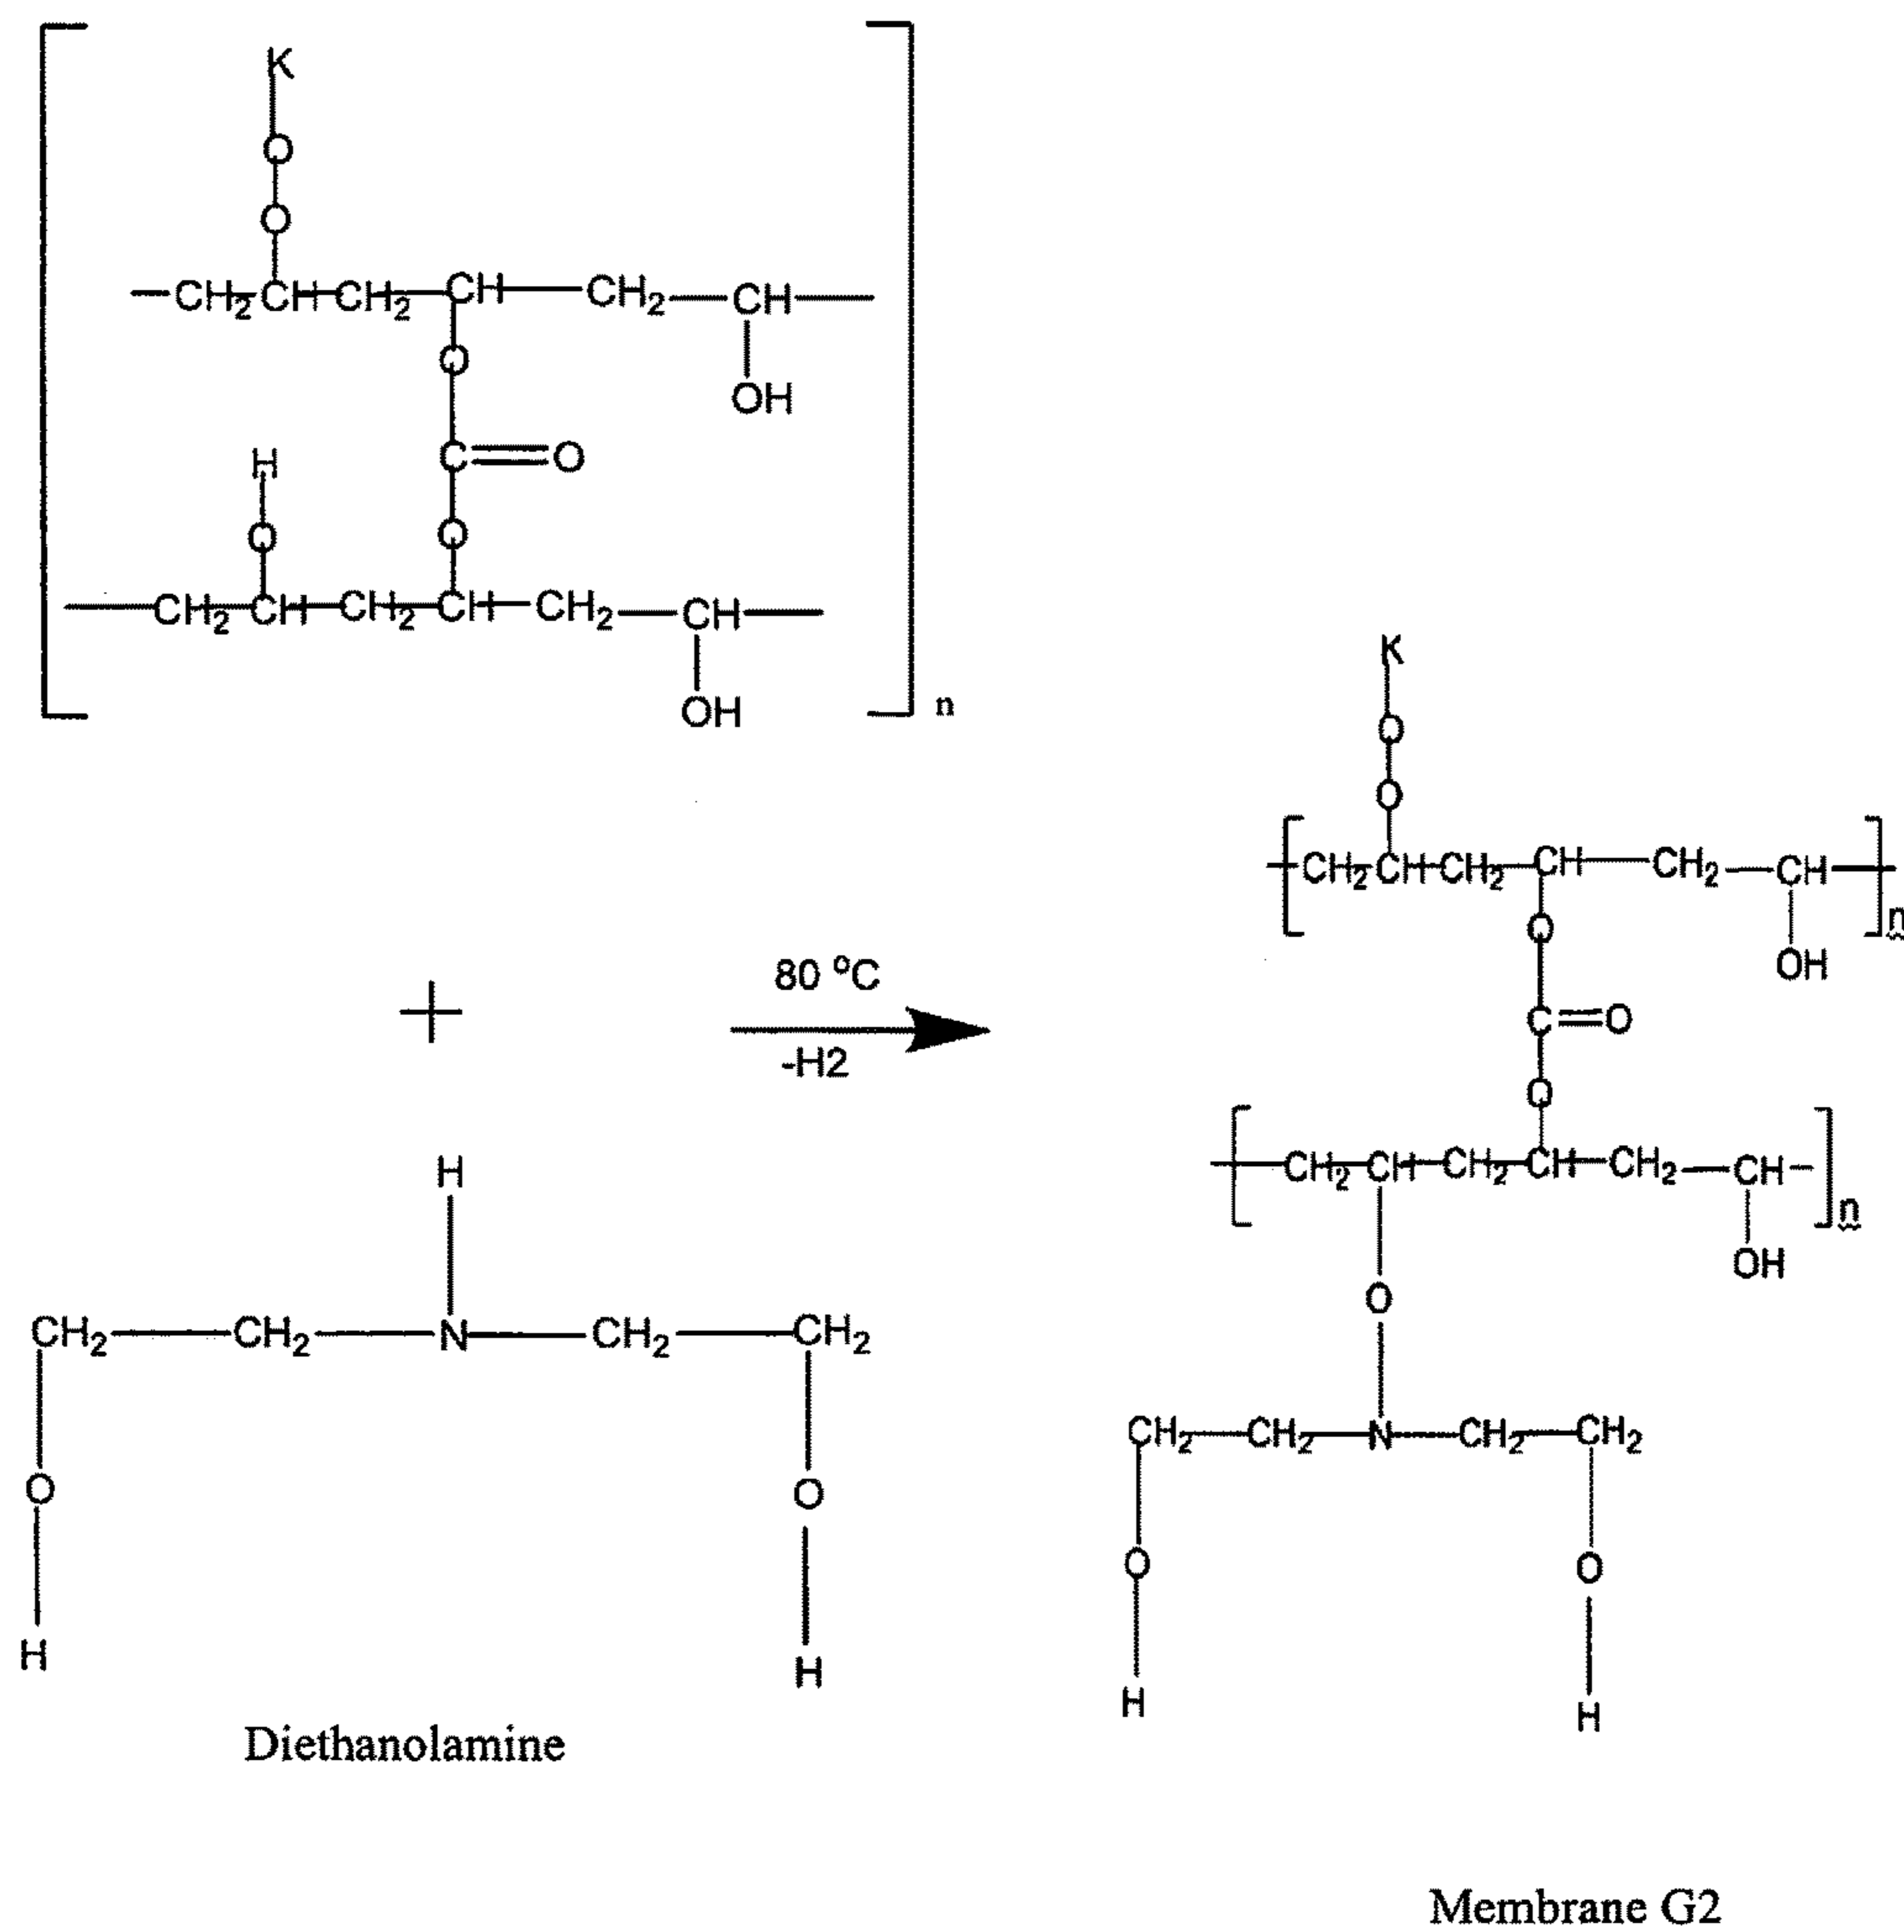 K
O
O
—CH2—CH—CH2—CH—CH2—CH—
O
OH
H
C=O
O
O
—CH2—CH—CH2—CH—CH2—CH—
OH
n
+
80 °C
-H2
H
CH2—CH2—N—CH2—CH2
O
O
H
H
Diethanolamine
K
O
O
CH2—CH—CH2—CH—CH2—CH
n
O
OH
C=O
O
CH2—CH—CH2—CH—CH2—CH-
n
OH
O
CH2—CH2—N—CH2—CH2
O
O
H
H
Membrane G2